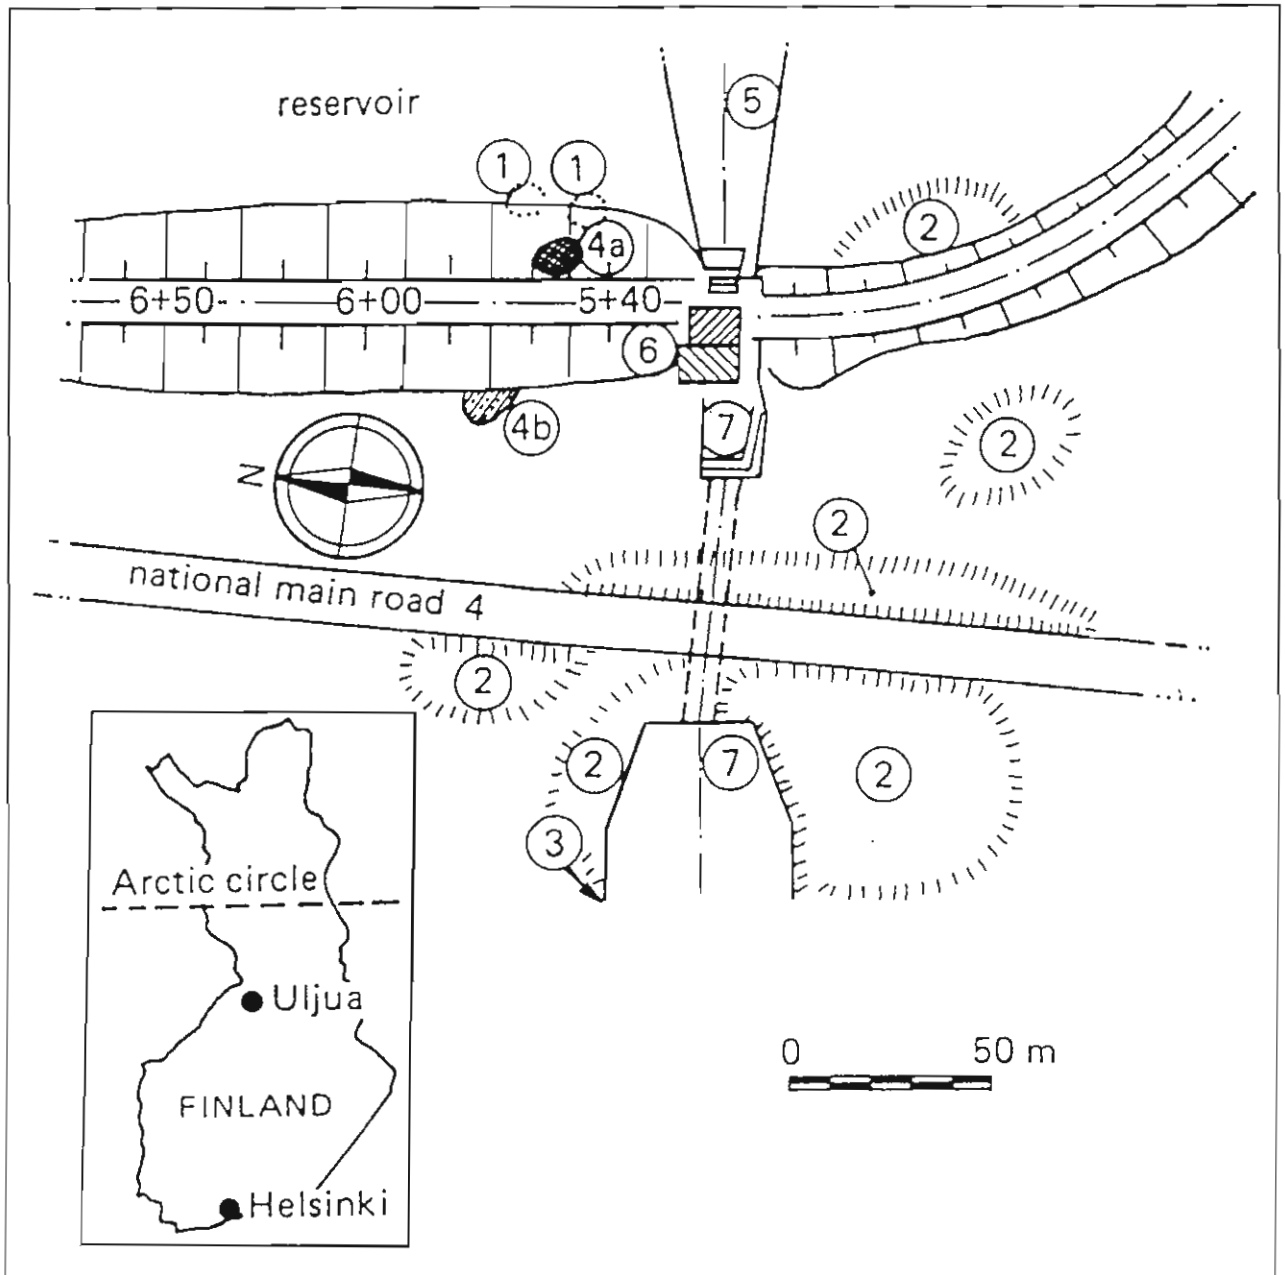 reservoir
5
1 1
2
4a
6+50 6+00 5+40
6
7
4b
2
N
2
national main road 4
2
2
7
2
3
Arctic circle
Uljua
FINLAND
Helsinki
0 50 m